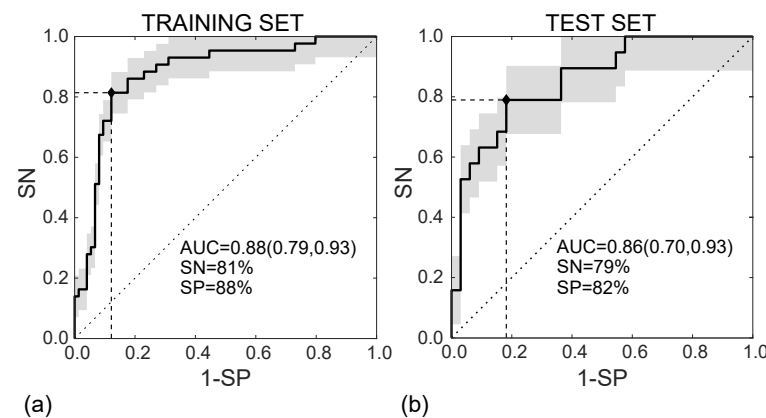 TRAINING SET
1.0
0.8
0.6
0.4
0.2
0.0
SN
AUC=0.88(0.79,0.93)
SN=81%
SP=88%
0.0 0.2 0.4 0.6 0.8 1.0
1-SP
(a)
TEST SET
1.0
0.8
0.6
0.4
0.2
0.0
SN
AUC=0.86(0.70,0.93)
SN=79%
SP=82%
0.0 0.2 0.4 0.6 0.8 1.0
1-SP
(b)